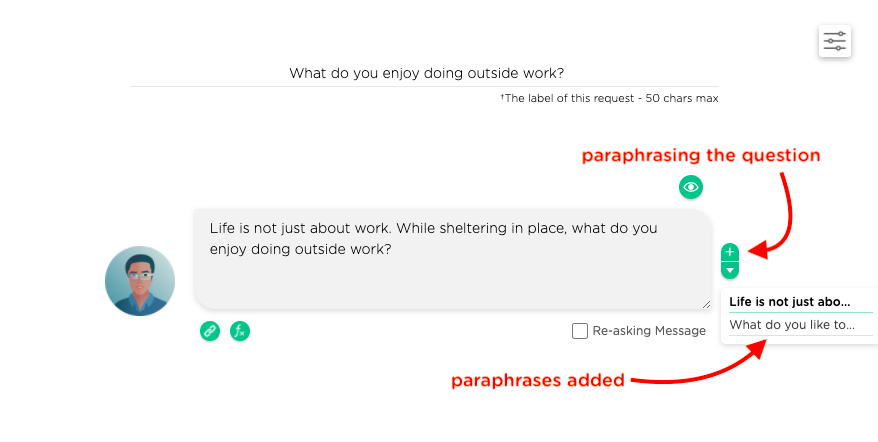 What do you enjoy doing outside work?
†The label of this request - 50 chars max
paraphrasing the question
Life is not just about work. While sheltering in place, what do you
enjoy doing outside work?
+
Life is not just abo...
What do you like to...
fx
Re-asking Message
paraphrases added